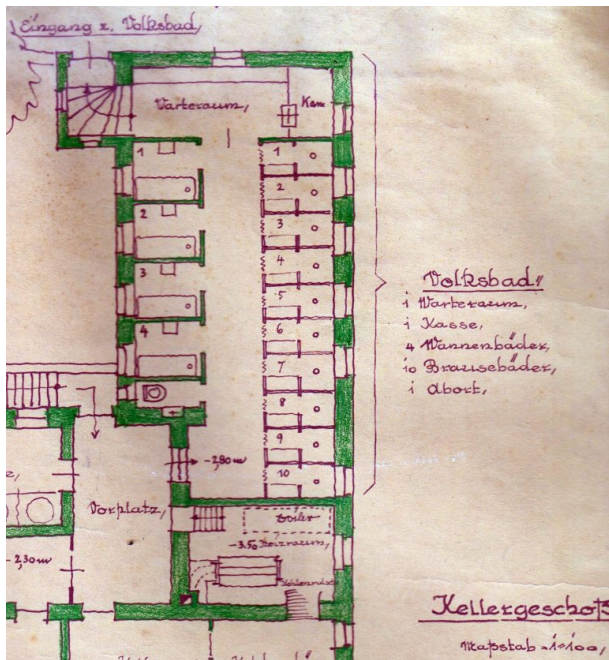 Eingang z. Volksbad,
Warteraum,
1
1
2
2
3
3
4
4
5
6
7
8
9
10
Volksbad"
1 Warteraum,
1 Kasse,
4 Wannenbäder,
10 Brausebäder,
1 Abort,
-2,80 m
Vorplatz,
Boiler
-3.50 Heizraum,
-2,30 m
Kellergeschoß
Maßstab -1:100,